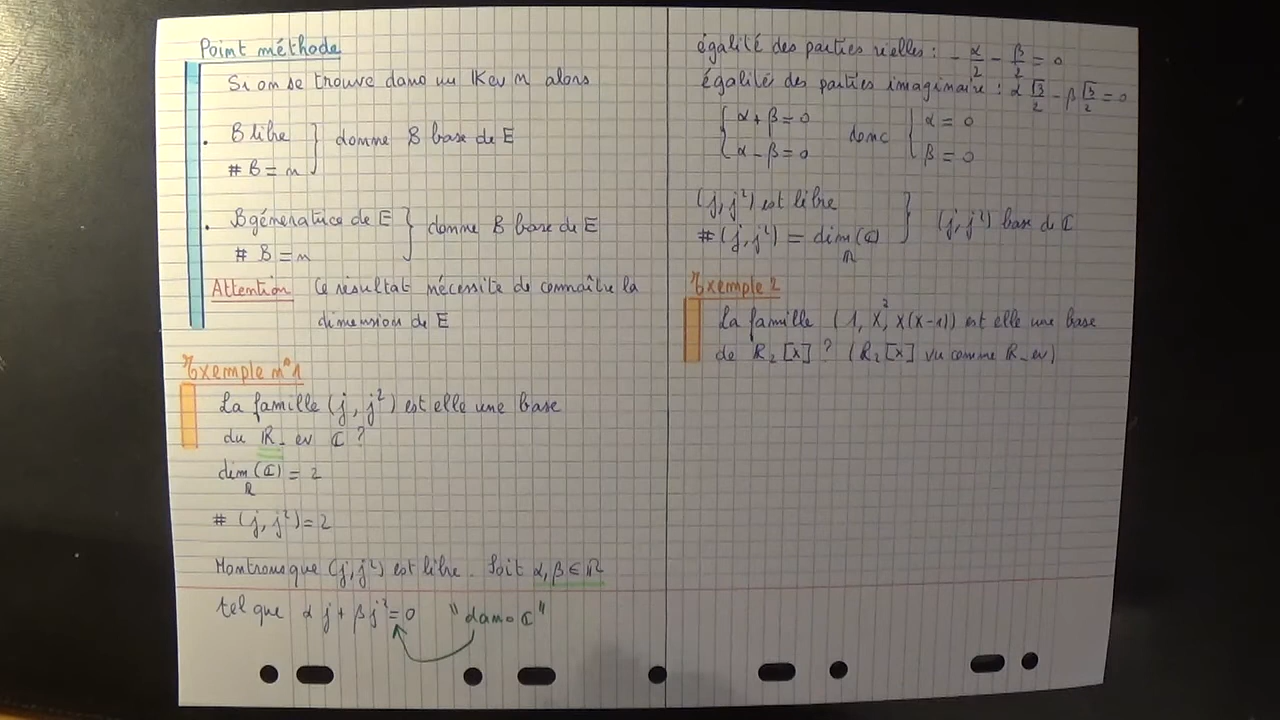 Point méthode
Si on se trouve dans un Kev n alors
. B libre } donne B base de E
# B = n
. B géneratrice de E } donne B base de E
# B = n
Attention Ce résultat nécessite de connaître la
dimension de E
Exemple n°1
La famille (j, j²) est elle une base
du R_ ev ℂ ?
dim_R (ℂ) = 2
# (j, j²) = 2
Montrons que (j, j²) est libre. Soit α, β ∈ ℝ
tel que α j + β j² = 0 "dans ℂ"
égalité des parties réelles : - α/2 - β/2 = 0
égalité des parties imaginaire : α √3/2 - β √3/2 = 0
{ α + β = 0 donc { α = 0
α - β = 0 β = 0
(j, j²) est libre } (j, j²) base de ℂ
# (j, j²) = dim_R (ℂ)
Exemple 2
La famille (1, X², X(X-1)) est elle une base
de ℝ₂[X] ? (ℝ₂[X] vu comme ℝ_ev)